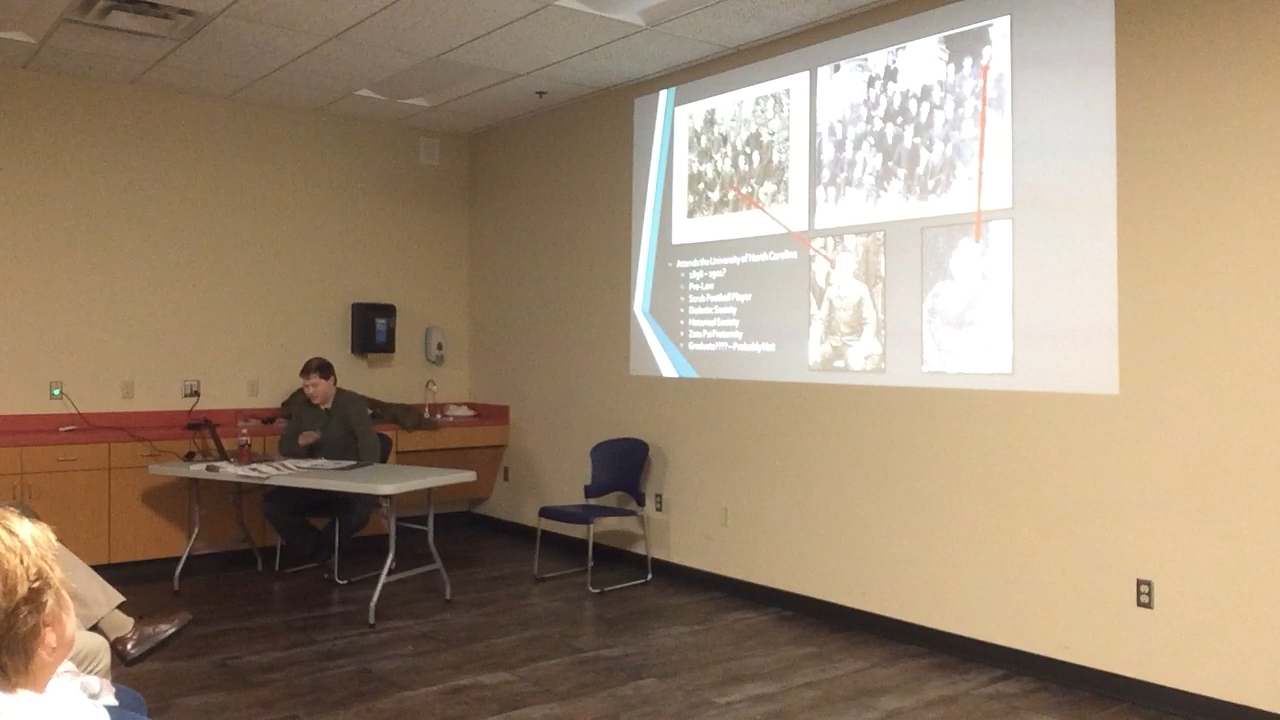 Attends the University of North Carolina
1898 – 1902?
Pre-Law
Scrub Football Player
Dialectic Society
Historical Society
Zeta Psi Fraternity
Graduate???? – Probably Not